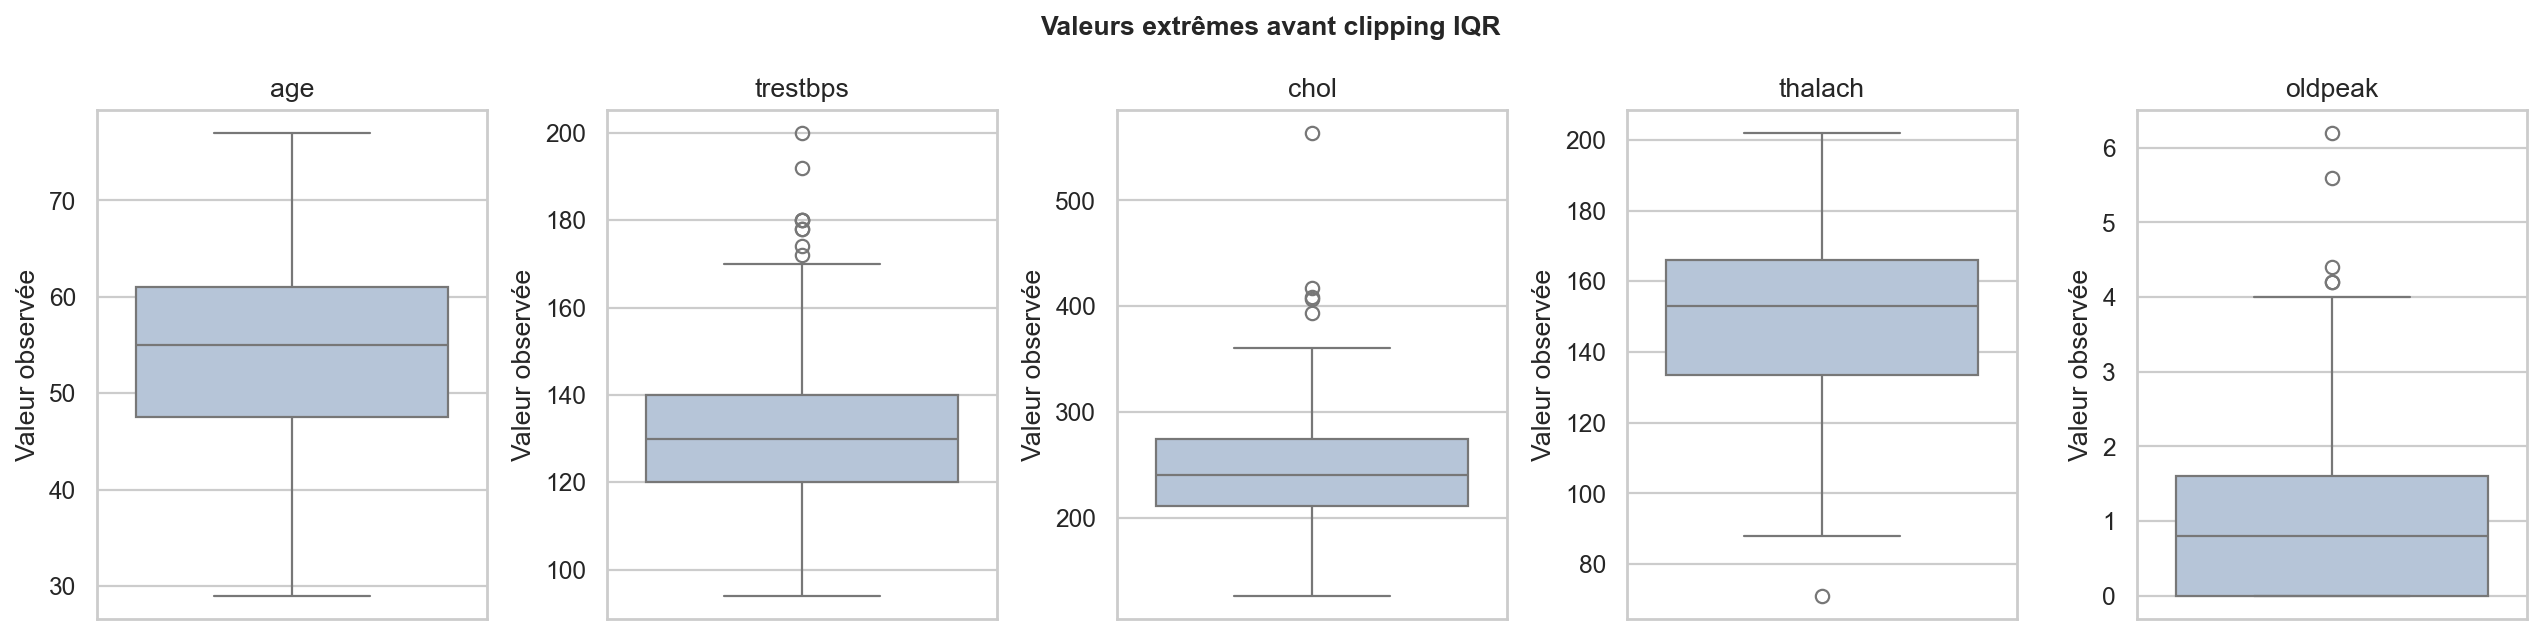 Valeurs extrêmes avant clipping IQR
age
Valeur observée
70
60
50
40
30
trestbps
Valeur observée
200
180
160
140
120
100
chol
Valeur observée
500
400
300
200
thalach
Valeur observée
200
180
160
140
120
100
80
oldpeak
Valeur observée
6
5
4
3
2
1
0